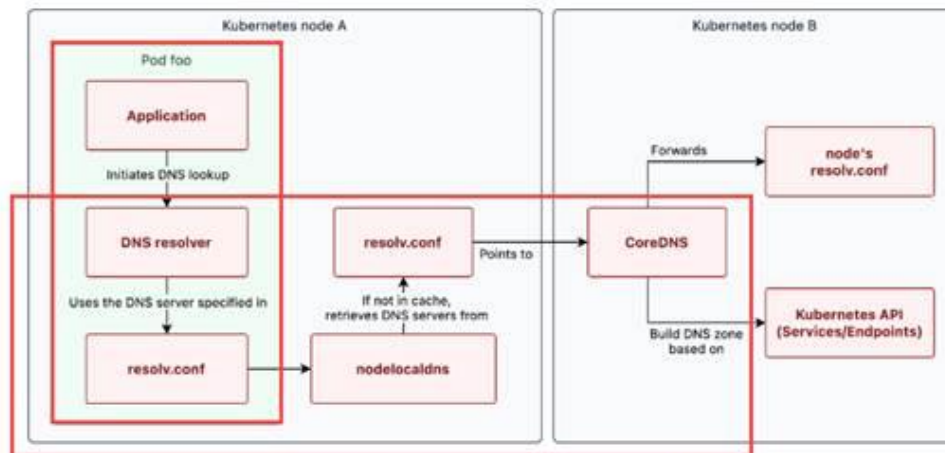 Kubernetes node A
Kubernetes node B
Pod foo
Application
Initiates DNS lookup
Forwards
node's
resolv.conf
DNS resolver
resolv.conf
Points to
CoreDNS
Uses the DNS server specified in
If not in cache,
retrieves DNS servers from
Build DNS zone
based on
Kubernetes API
(Services/Endpoints)
resolv.conf
nodelocaldns